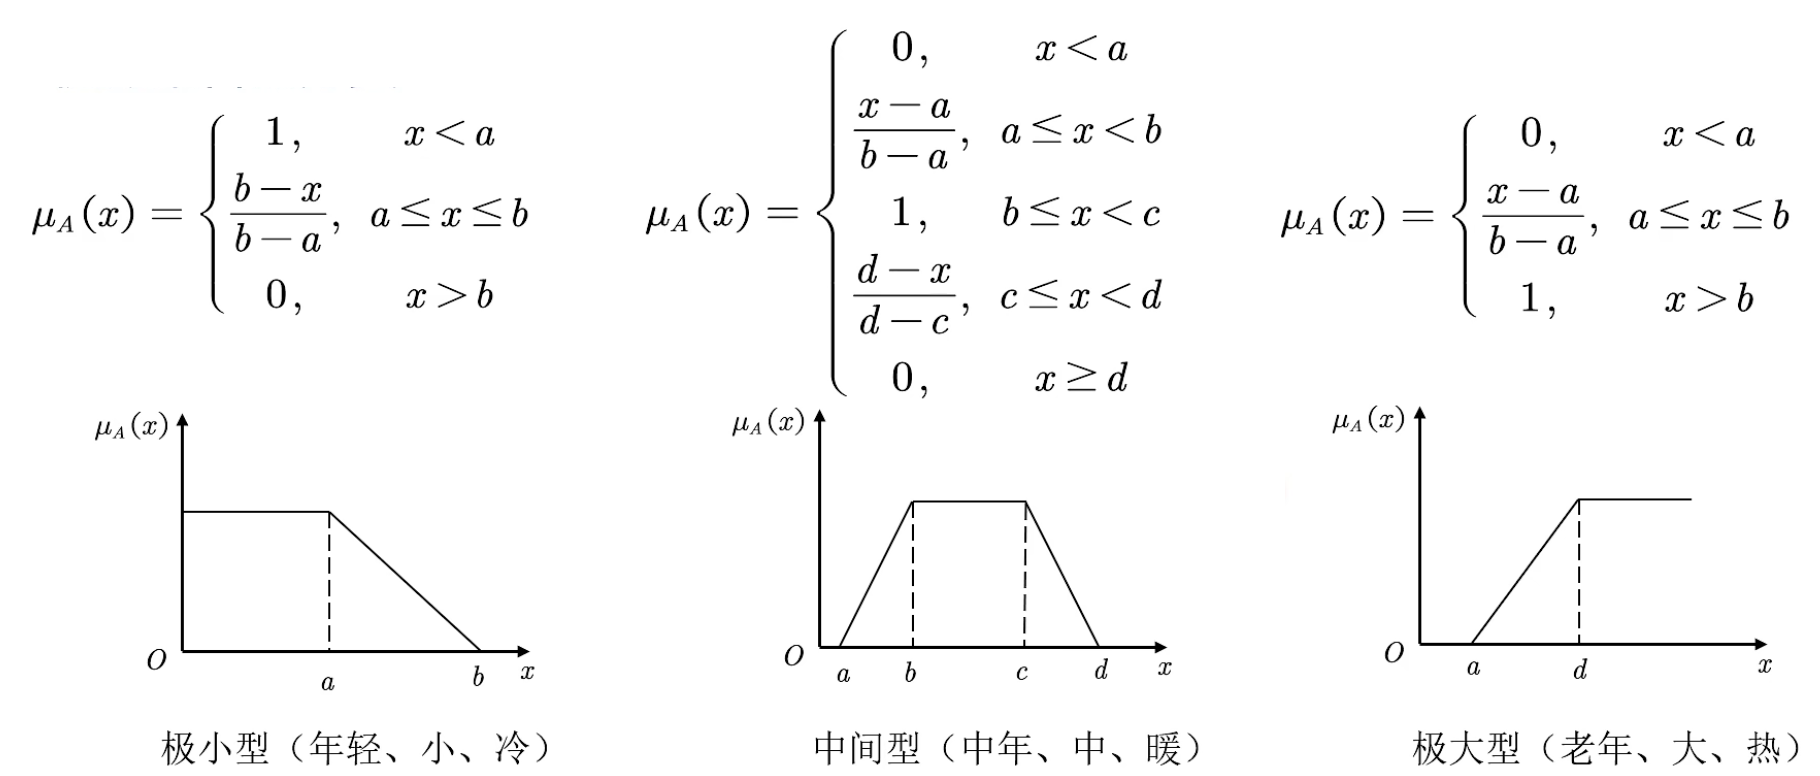 μ_A(x) = { 1, x < a
(b − x)/(b − a), a ≤ x ≤ b
0, x > b
μ_A(x) = { 0, x < a
(x − a)/(b − a), a ≤ x < b
1, b ≤ x < c
(d − x)/(d − c), c ≤ x < d
0, x ≥ d
μ_A(x) = { 0, x < a
(x − a)/(b − a), a ≤ x ≤ b
1, x > b
μ_A(x)
O a b x
μ_A(x)
O a b c d x
μ_A(x)
O a d x
极小型（年轻、小、冷）
中间型（中年、中、暖）
极大型（老年、大、热）